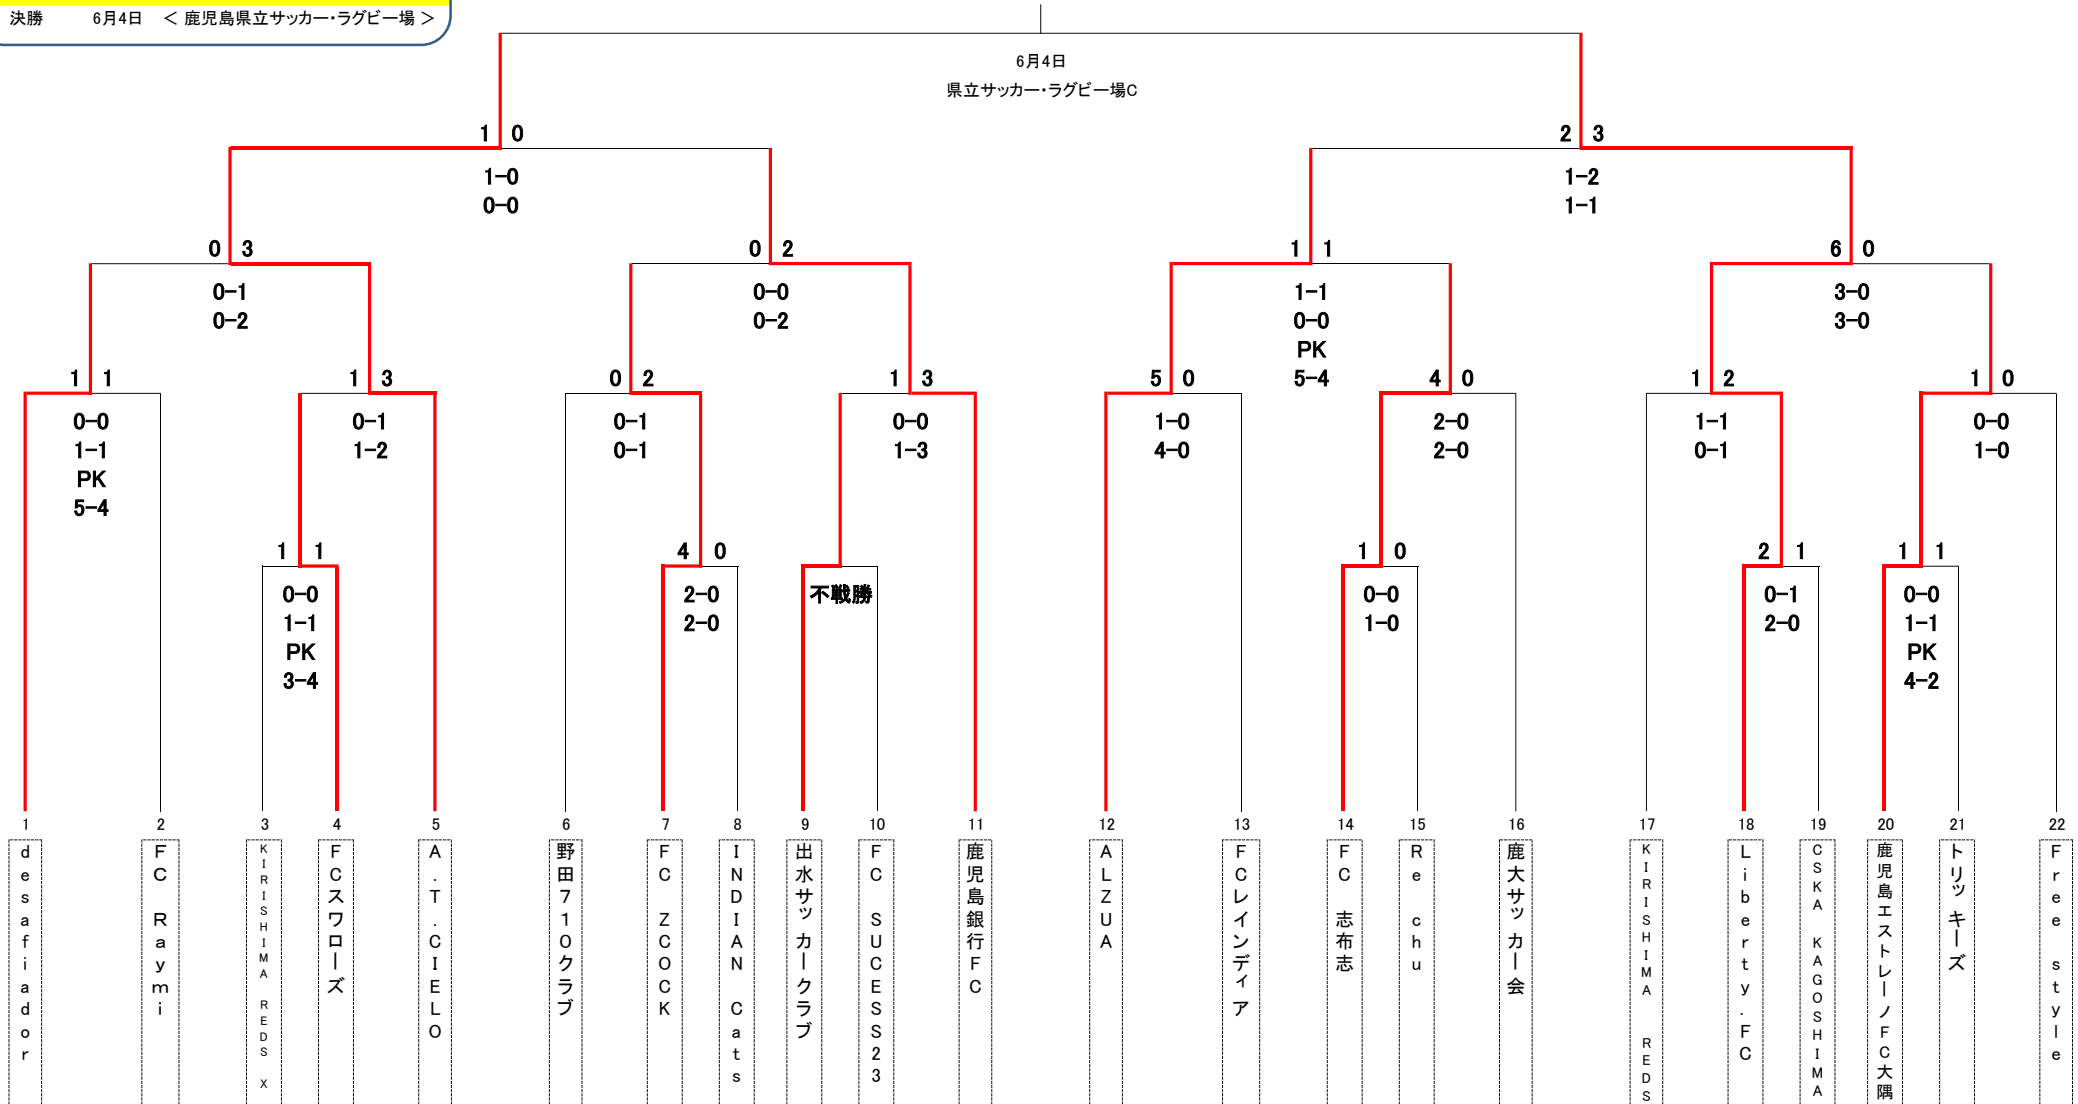 決勝 6月4日 ＜ 鹿児島県立サッカー・ラグビー場 ＞
6月4日
県立サッカー・ラグビー場C
1 0
1-0
0-0
2 3
1-2
1-1
0 3
0-1
0-2
0 2
0-0
0-2
1 1
1-1
0-0
PK
5-4
6 0
3-0
3-0
1 1
0-0
1-1
PK
5-4
1 3
0-1
1-2
0 2
0-1
0-1
1 3
0-0
1-3
5 0
1-0
4-0
4 0
2-0
2-0
1 2
1-1
0-1
1 0
0-0
1-0
1 1
0-0
1-1
PK
3-4
4 0
2-0
2-0
不戦勝
1 0
0-0
1-0
2 1
0-1
2-0
1 1
0-0
1-1
PK
4-2
1
desafiador
2
FC Raymi
3
KIRISHIMA REDS X
4
FCスワローズ
5
A.T.CIELO
6
野田710クラブ
7
FC ZCOCK
8
INDIAN Cats
9
出水サッカークラブ
10
FC SUCESS23
11
鹿児島銀行FC
12
ALZUA
13
FCレインディア
14
FC 志布志
15
Re chu
16
鹿大サッカー会
17
KIRISHIMA REDS
18
Liberty.FC
19
CSKA KAGOSHIMA
20
鹿児島エストレーノFC大隅
21
トリッキーズ
22
Free style